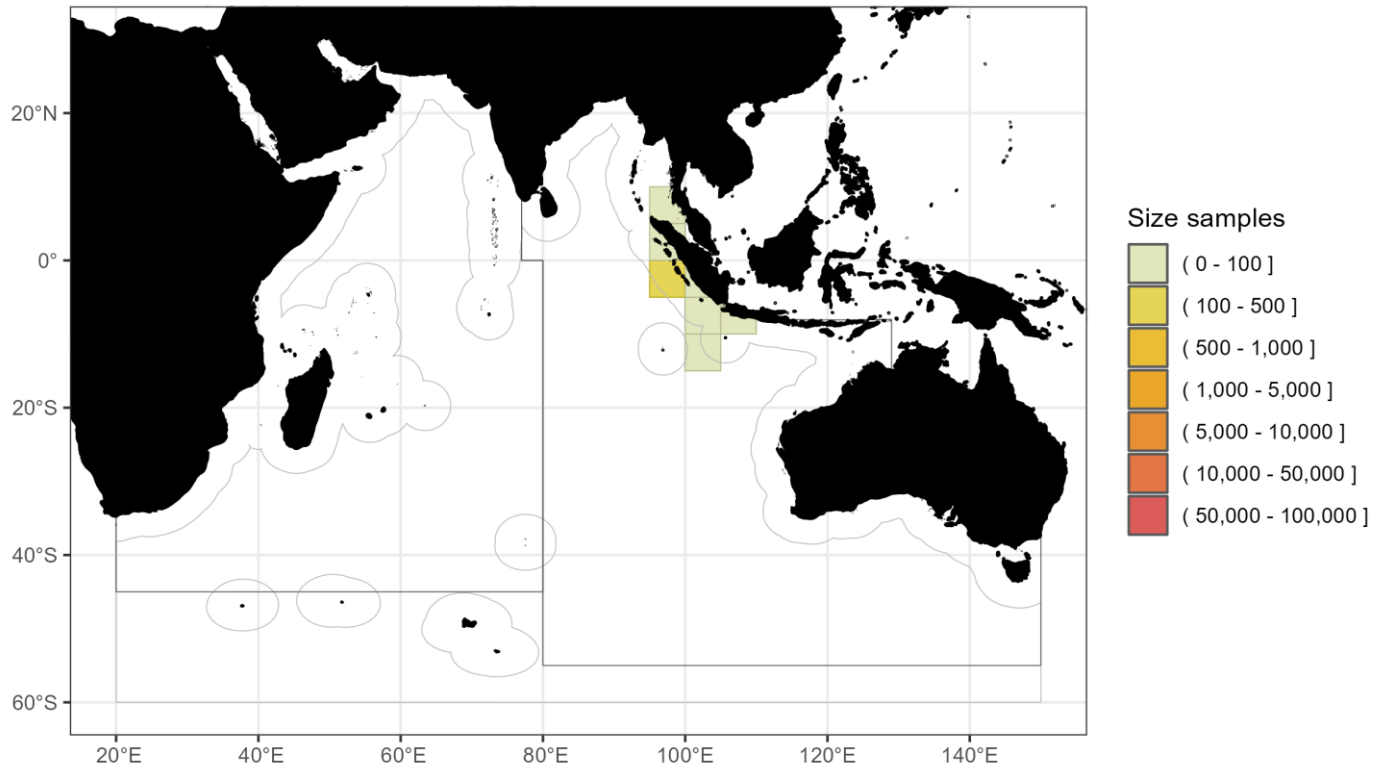 20°N
0°
20°S
40°S
60°S
20°E
40°E
60°E
80°E
100°E
120°E
140°E
Size samples
( 0 - 100 ]
( 100 - 500 ]
( 500 - 1,000 ]
( 1,000 - 5,000 ]
( 5,000 - 10,000 ]
( 10,000 - 50,000 ]
( 50,000 - 100,000 ]